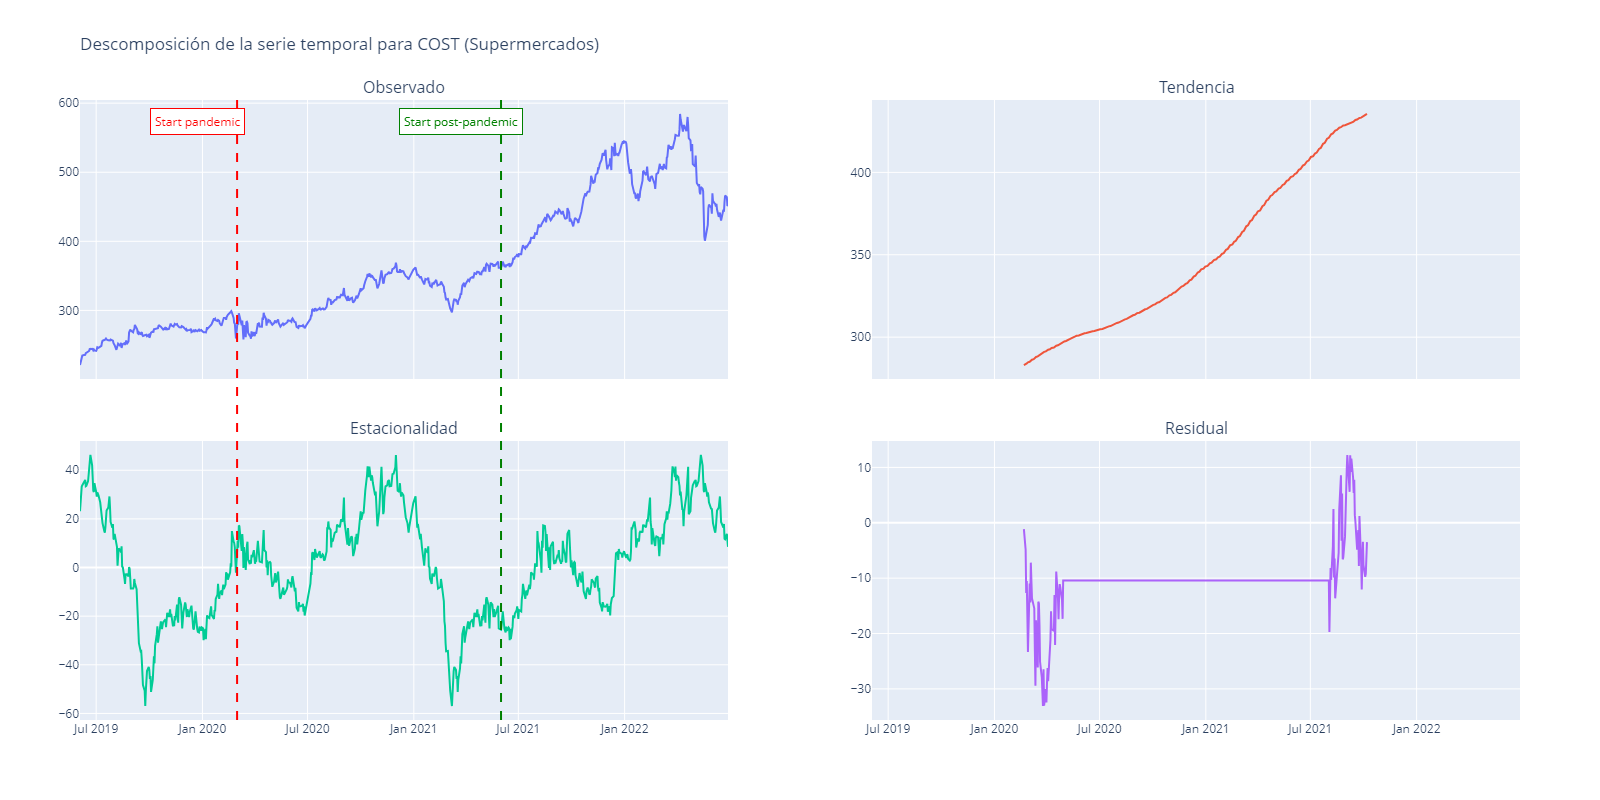 Descomposición de la serie temporal para COST (Supermercados)
Observado
600
500
400
300
Start pandemic
Start post-pandemic
Tendencia
400
350
300
Estacionalidad
40
20
0
−20
−40
−60
Jul 2019
Jan 2020
Jul 2020
Jan 2021
Jul 2021
Jan 2022
Residual
10
0
−10
−20
−30
Jul 2019
Jan 2020
Jul 2020
Jan 2021
Jul 2021
Jan 2022